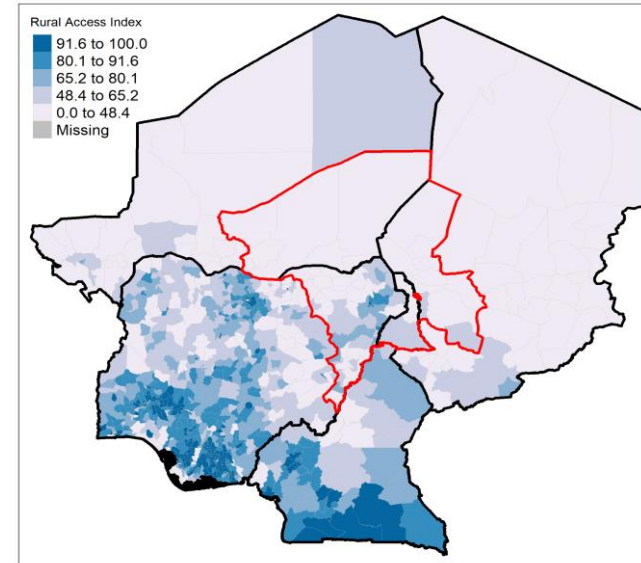 Rural Access Index
91.6 to 100.0
80.1 to 91.6
65.2 to 80.1
48.4 to 65.2
0.0 to 48.4
Missing